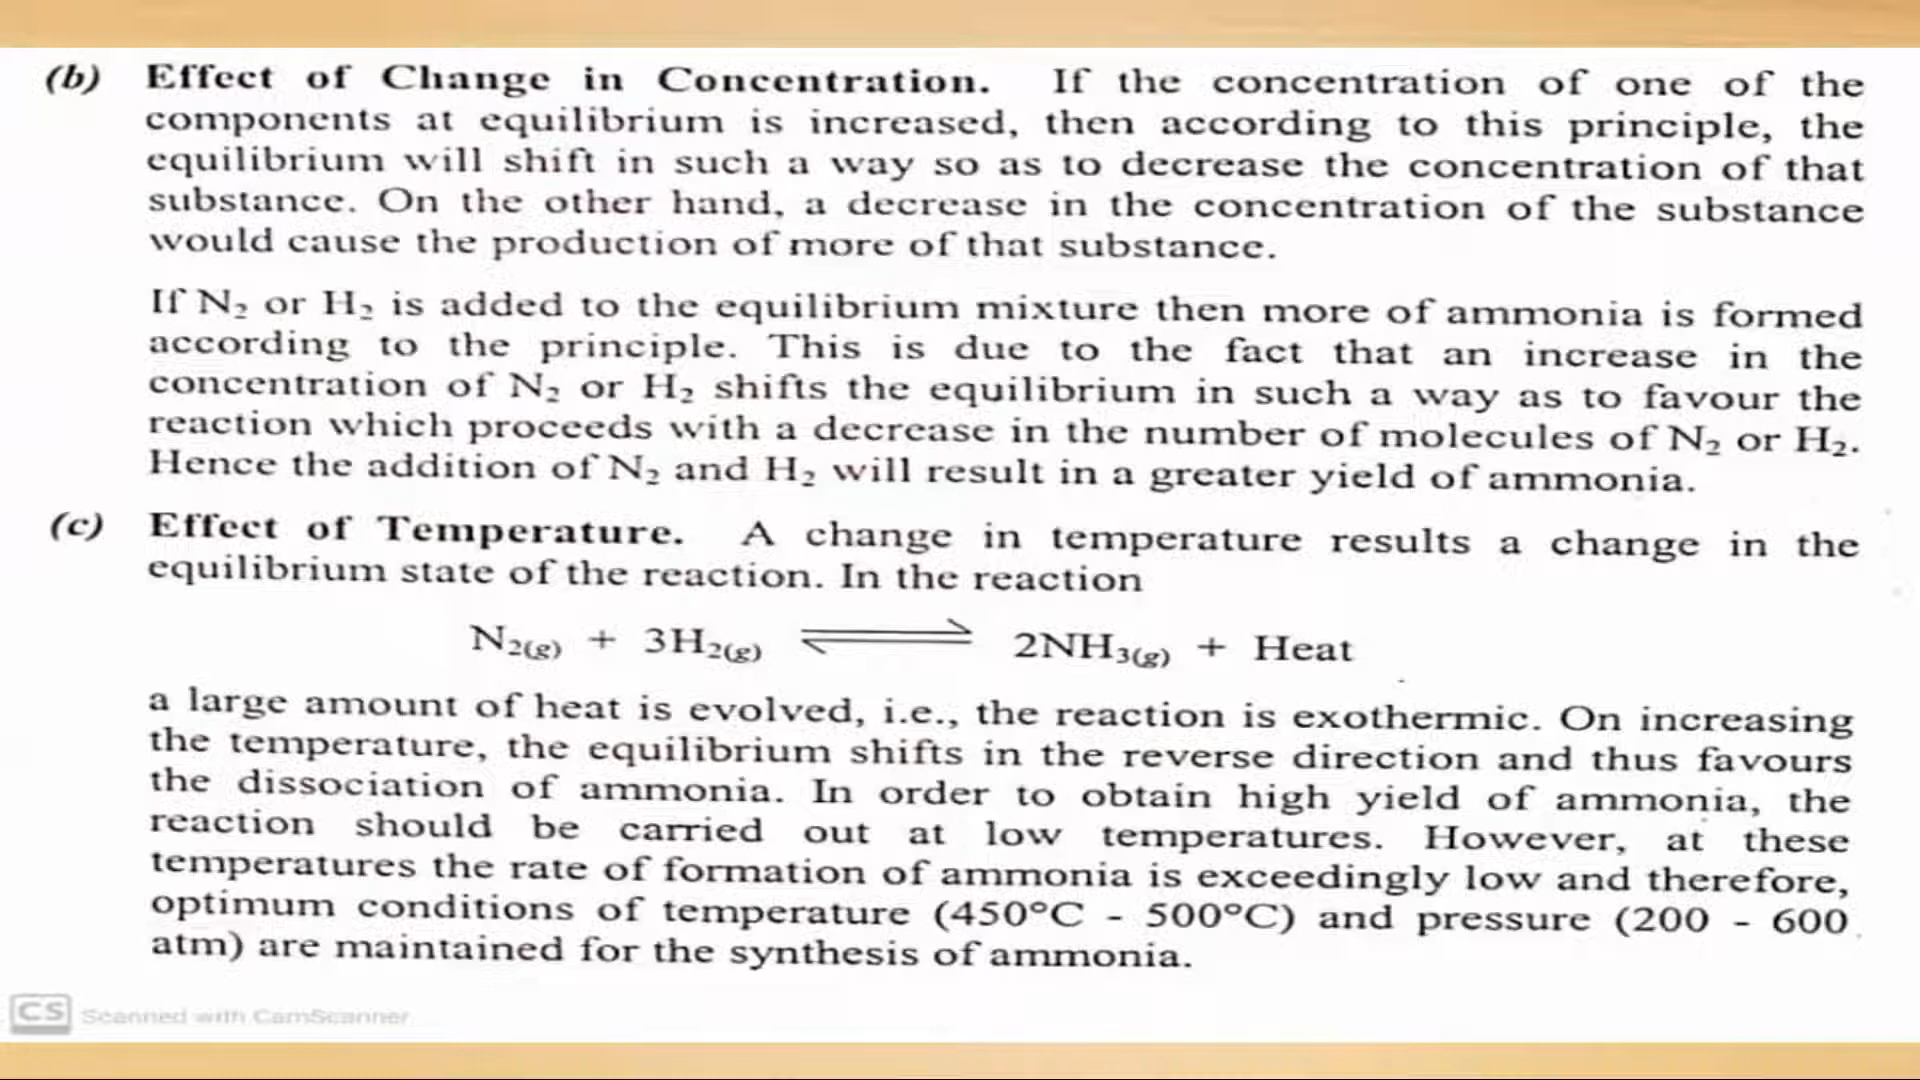 (b) Effect of Change in Concentration. If the concentration of one of the
components at equilibrium is increased, then according to this principle, the
equilibrium will shift in such a way so as to decrease the concentration of that
substance. On the other hand, a decrease in the concentration of the substance
would cause the production of more of that substance.
If N₂ or H₂ is added to the equilibrium mixture then more of ammonia is formed
according to the principle. This is due to the fact that an increase in the
concentration of N₂ or H₂ shifts the equilibrium in such a way as to favour the
reaction which proceeds with a decrease in the number of molecules of N₂ or H₂.
Hence the addition of N₂ and H₂ will result in a greater yield of ammonia.
(c) Effect of Temperature. A change in temperature results a change in the
equilibrium state of the reaction. In the reaction
N₂(g) + 3H₂(g) ⇌ 2NH₃(g) + Heat
a large amount of heat is evolved, i.e., the reaction is exothermic. On increasing
the temperature, the equilibrium shifts in the reverse direction and thus favours
the dissociation of ammonia. In order to obtain high yield of ammonia, the
reaction should be carried out at low temperatures. However, at these
temperatures the rate of formation of ammonia is exceedingly low and therefore,
optimum conditions of temperature (450°C - 500°C) and pressure (200 - 600
atm) are maintained for the synthesis of ammonia.
CS Scanned with CamScanner